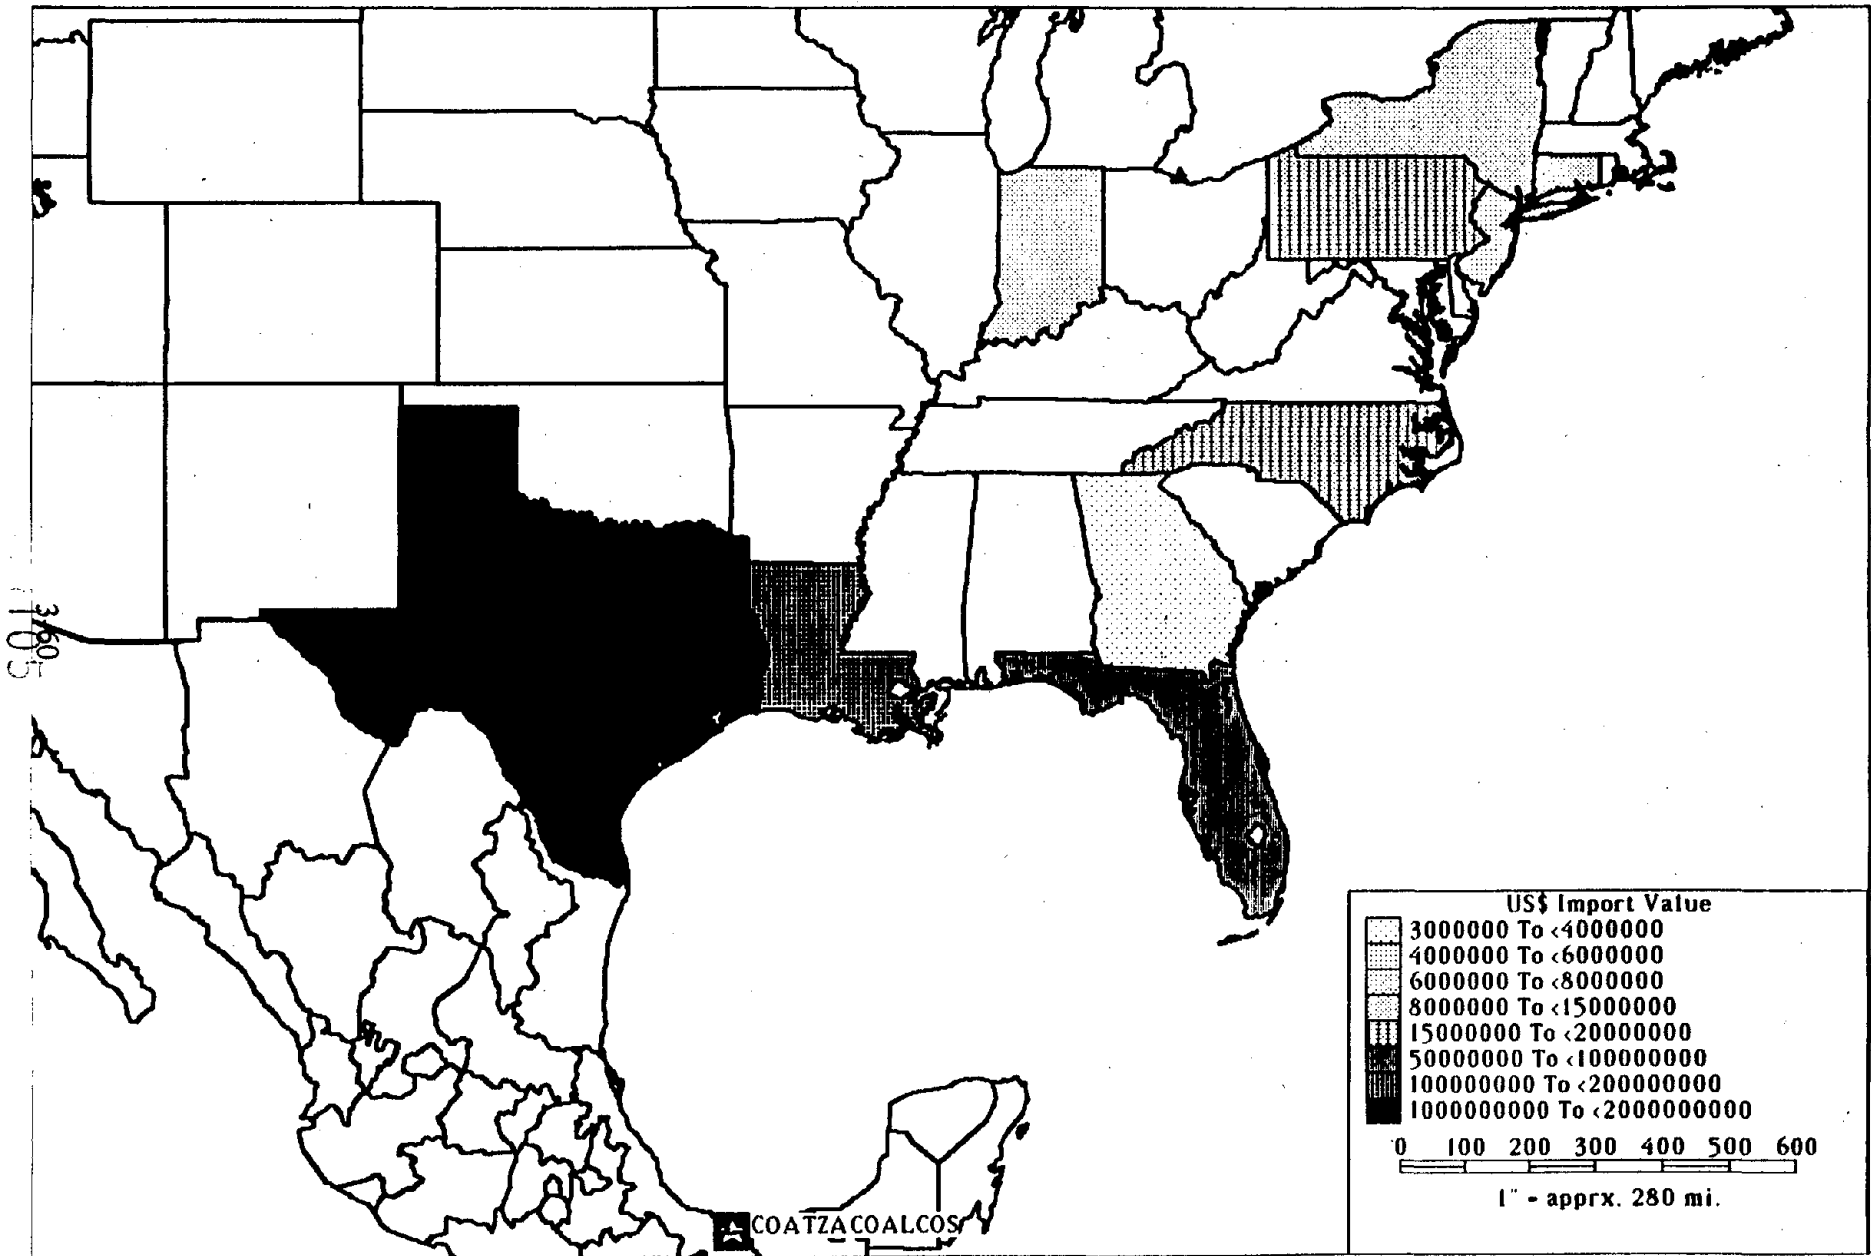 3760
105
US$ Import Value
3000000 To <4000000
4000000 To <6000000
6000000 To <8000000
8000000 To <15000000
15000000 To <20000000
50000000 To <100000000
100000000 To <200000000
1000000000 To <2000000000
0 100 200 300 400 500 600
1" - apprx. 280 mi.
COATZACOALCOS